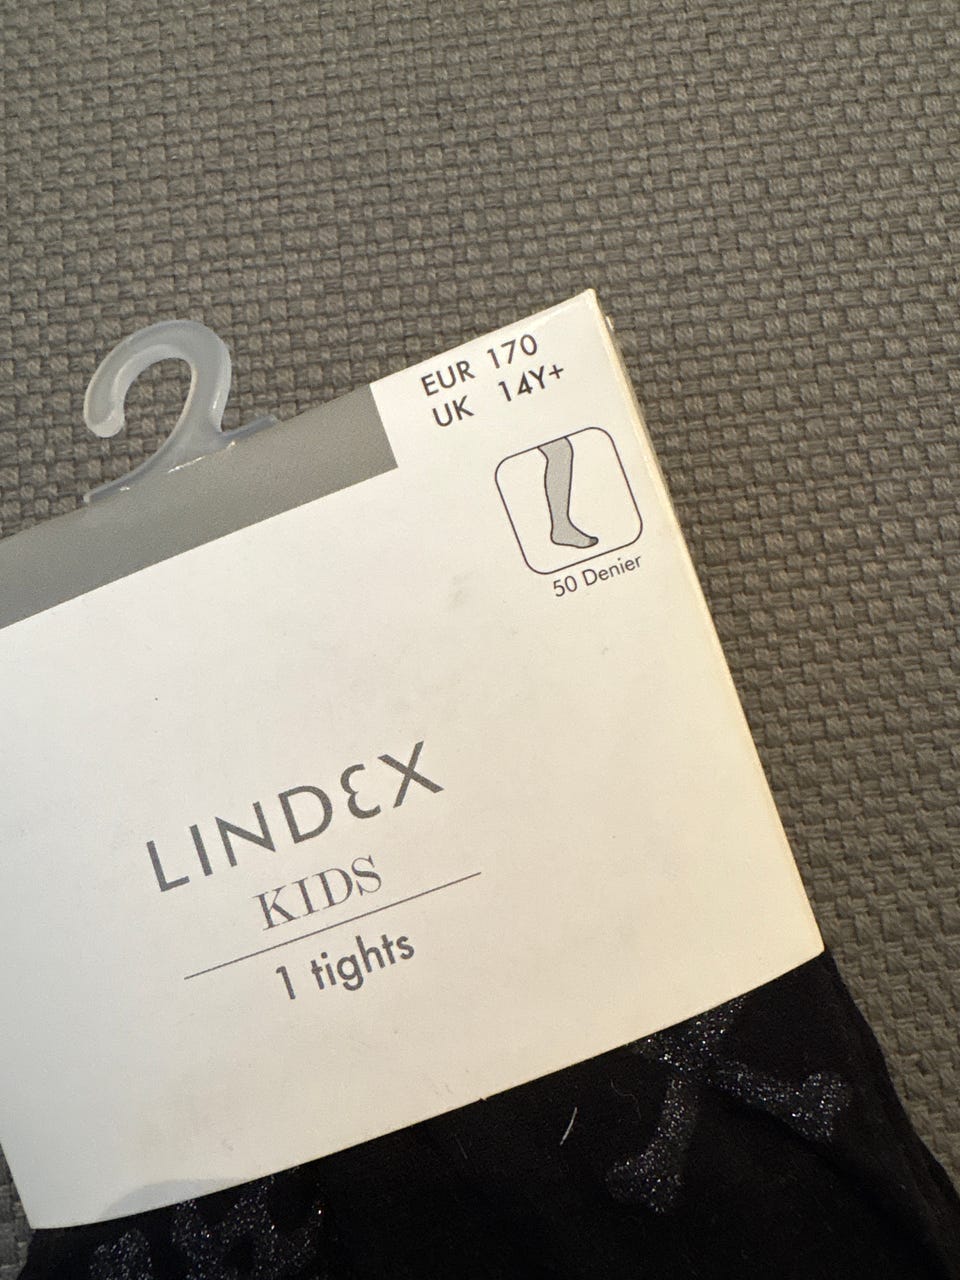 EUR 170
UK 14Y+
50 Denier
LINDEX
KIDS
1 tights